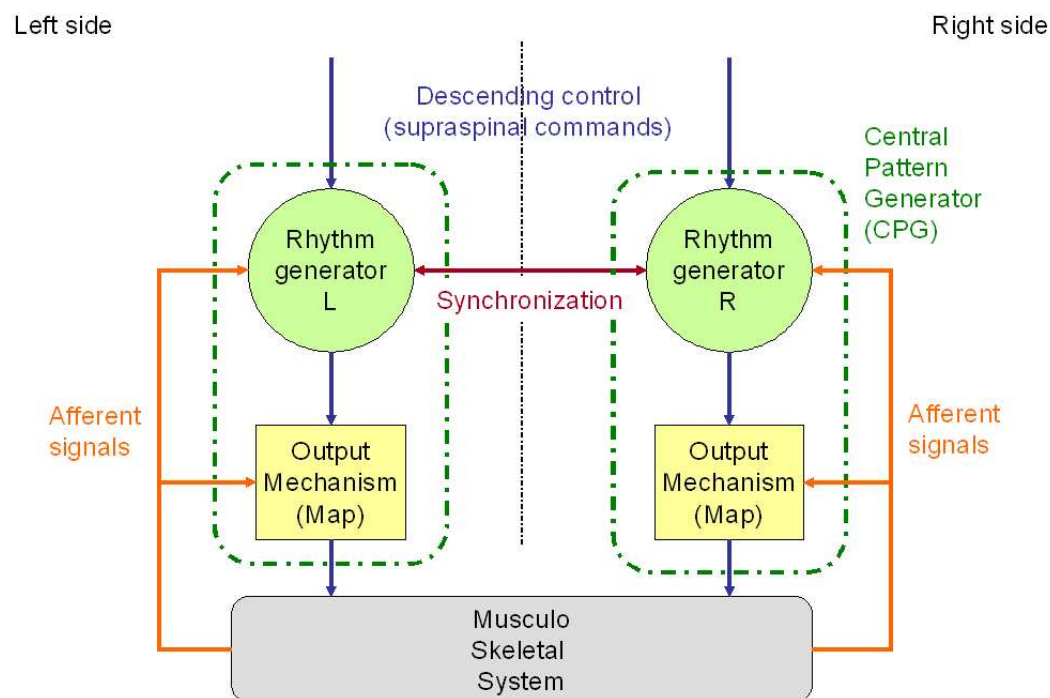 Left side
Right side
Descending control
(supraspinal commands)
Central
Pattern
Generator
(CPG)
Rhythm
generator
L
Rhythm
generator
R
Synchronization
Afferent
signals
Afferent
signals
Output
Mechanism
(Map)
Output
Mechanism
(Map)
Musculo
Skeletal
System